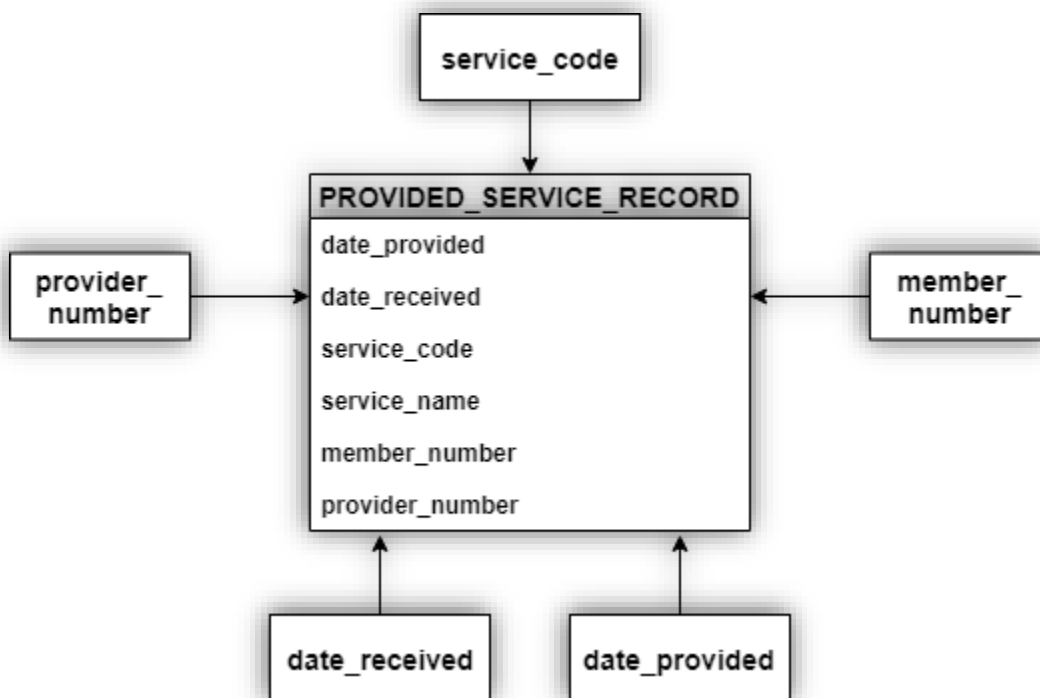 service_code
PROVIDED_SERVICE_RECORD
date_provided
date_received
service_code
service_name
member_number
provider_number
provider_
number
member_
number
date_received
date_provided